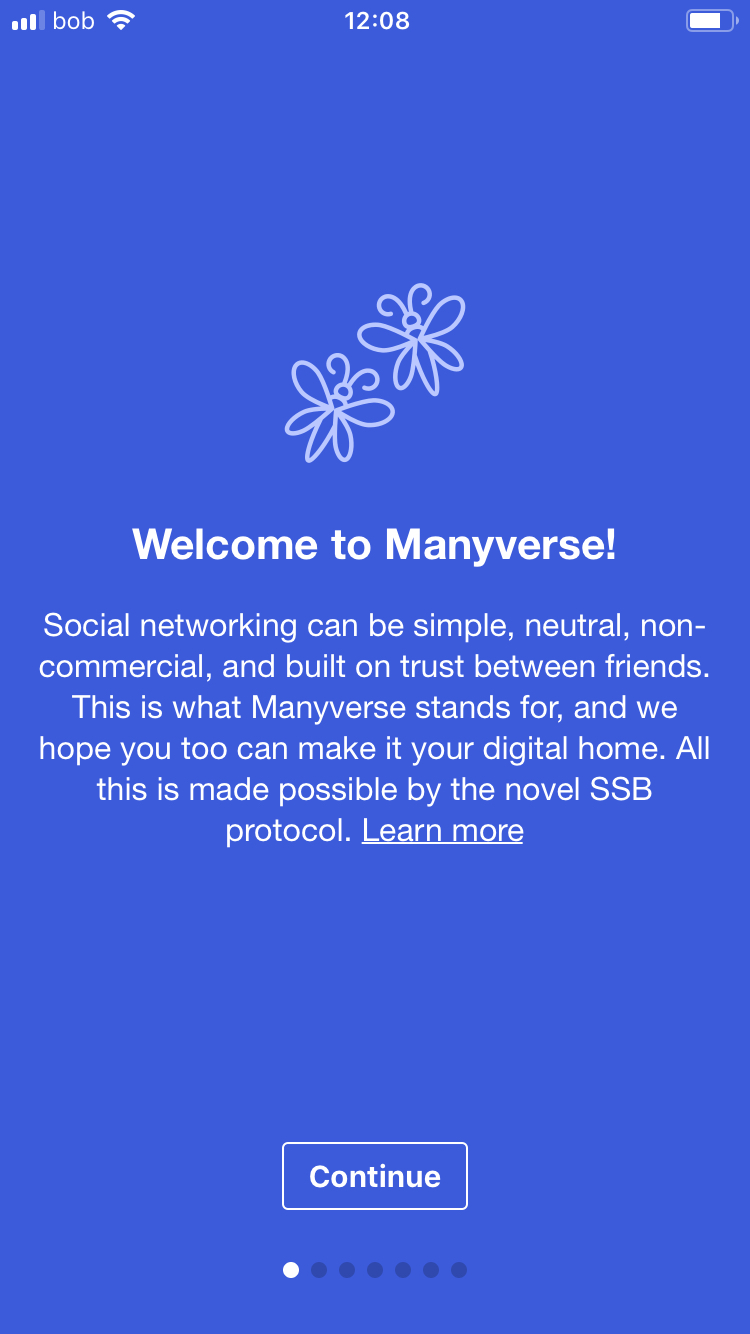 bob 12:08
Welcome to Manyverse!
Social networking can be simple, neutral, non-
commercial, and built on trust between friends.
This is what Manyverse stands for, and we
hope you too can make it your digital home. All
this is made possible by the novel SSB
protocol. Learn more
Continue